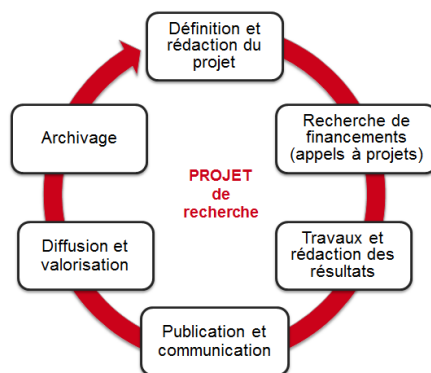 Définition et
rédaction du
projet
Recherche de
financements
(appels à projets)
Travaux et
rédaction des
résultats
Publication et
communication
Diffusion et
valorisation
Archivage
PROJET
de
recherche